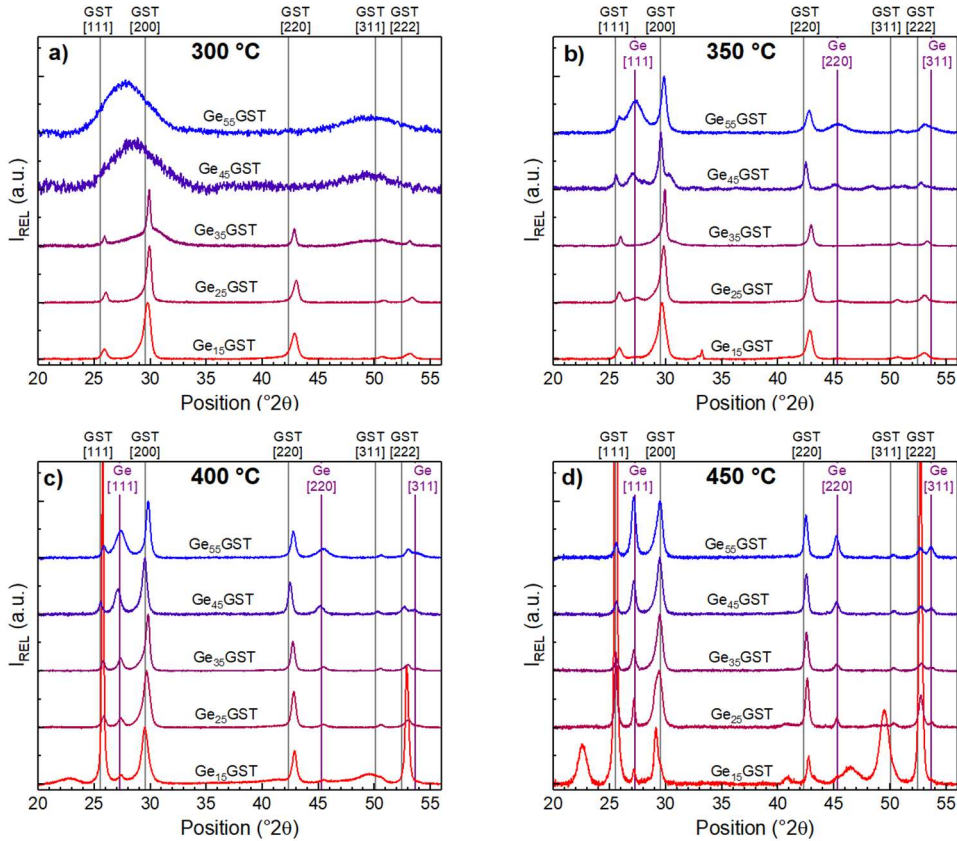 GST GST GST GST GST
[111] [200] [220] [311] [222]
a) 300 °C
Ge55GST
Ge45GST
Ge35GST
Ge25GST
Ge15GST
I_REL (a.u.)
20 25 30 35 40 45 50 55
Position (°2θ)
GST GST GST GST GST
[111] [200] [220] [311] [222]
b) Ge 350 °C Ge Ge
[111] [220] [311]
Ge55GST
Ge45GST
Ge35GST
Ge25GST
Ge15GST
I_REL (a.u.)
20 25 30 35 40 45 50 55
Position (°2θ)
GST GST GST GST GST
[111] [200] [220] [311] [222]
c) Ge 400 °C Ge Ge
[111] [220] [311]
Ge55GST
Ge45GST
Ge35GST
Ge25GST
Ge15GST
I_REL (a.u.)
20 25 30 35 40 45 50 55
Position (°2θ)
GST GST GST GST GST
[111] [200] [220] [311] [222]
d) Ge 450 °C Ge Ge
[111] [220] [311]
Ge55GST
Ge45GST
Ge35GST
Ge25GST
Ge15GST
I_REL (a.u.)
20 25 30 35 40 45 50 55
Position (°2θ)